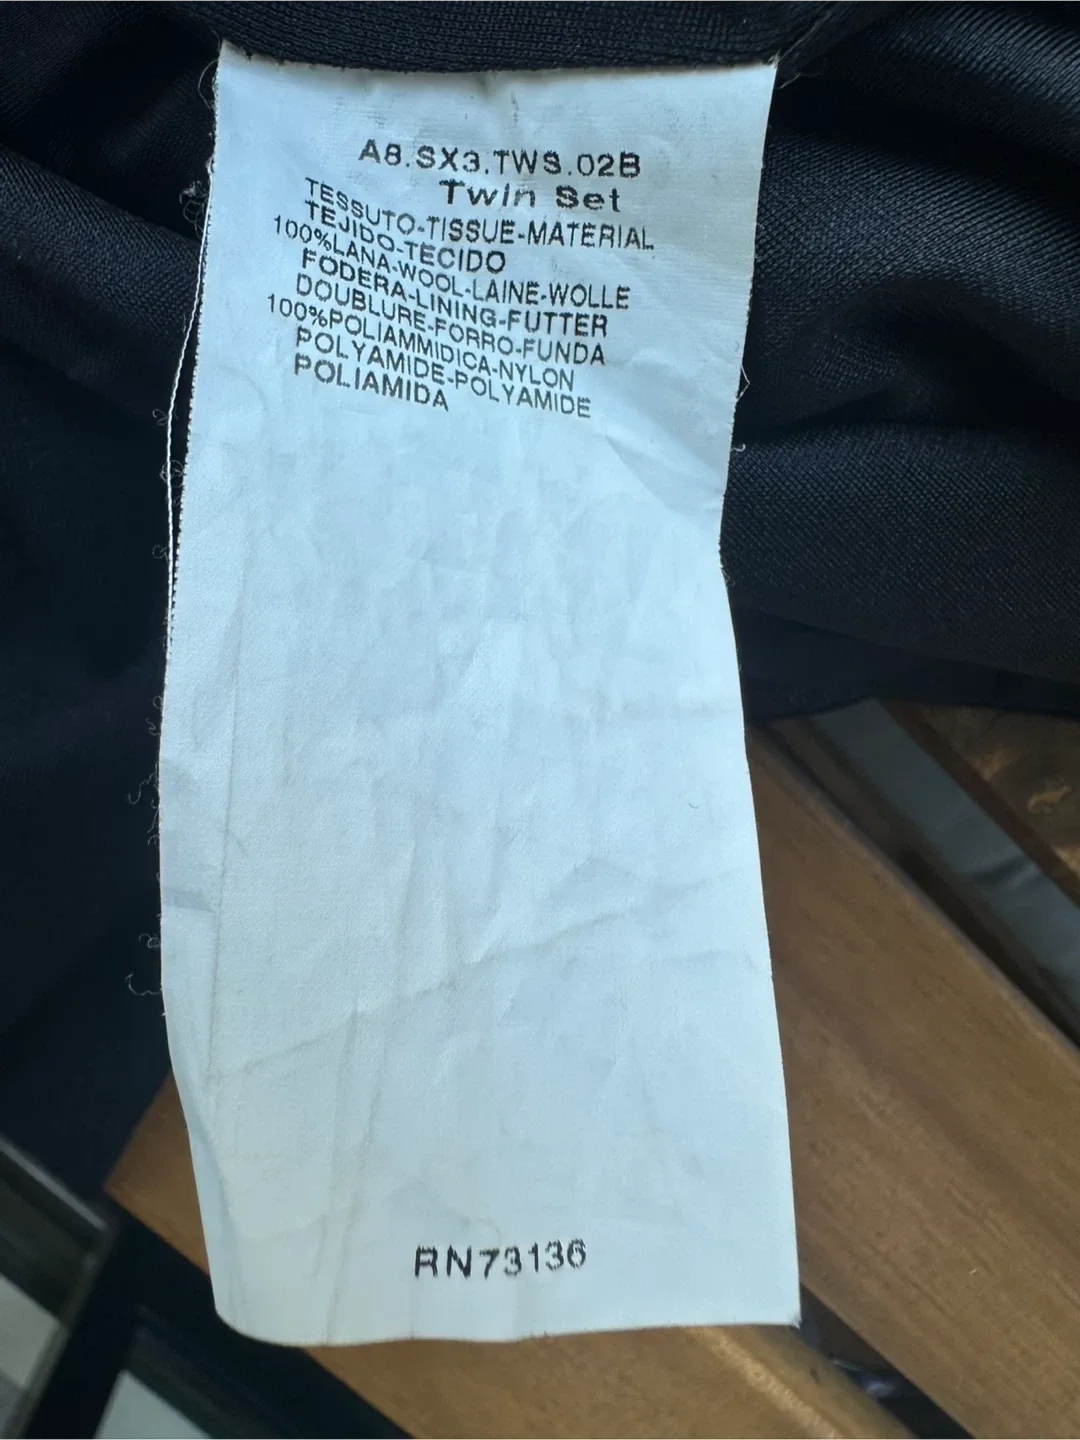 A8.SX3.TWS.02B
Twin Set
TESSUTO-TISSUE-MATERIAL
TEJIDO-TECIDO
100%LANA-WOOL-LAINE-WOLLE
FODERA-LINING-FUTTER
DOUBLURE-FORRO-FUNDA
100%POLIAMMIDICA-NYLON
POLYAMIDE-POLYAMIDE
POLIAMIDA
RN73136